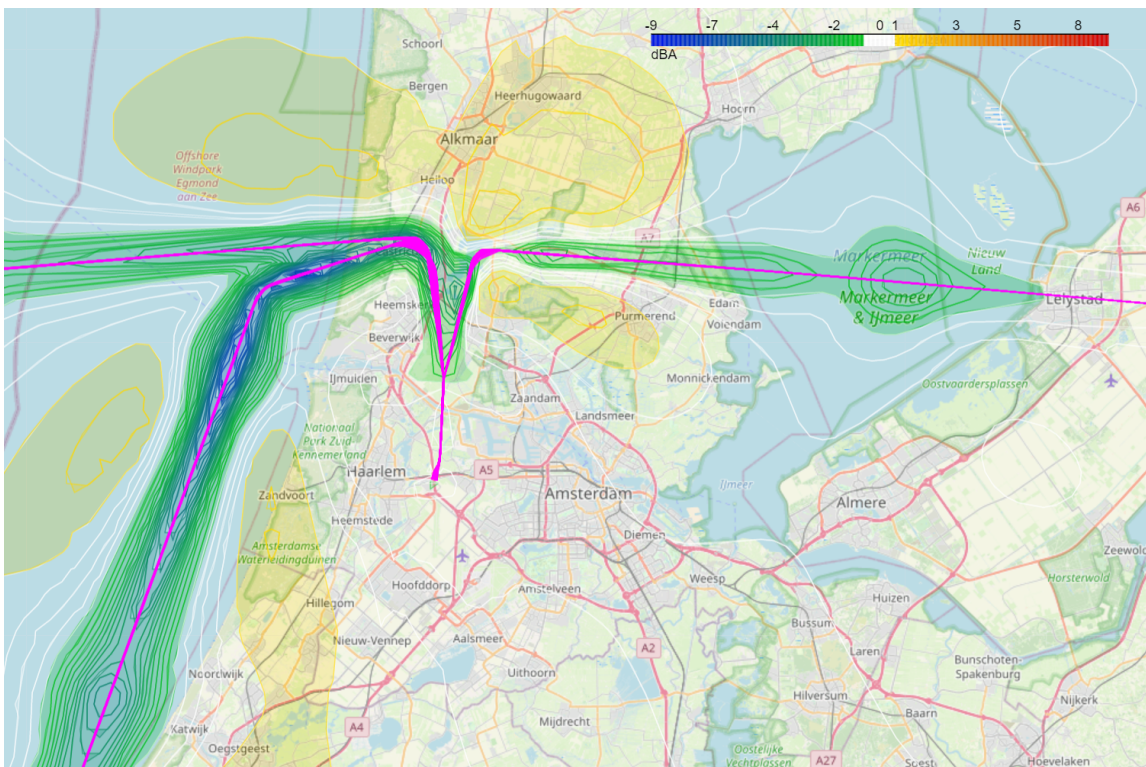 -9 -7 -4 -2 0 1 3 5 8
dBA
Schoorl
Bergen
Heerhugowaard
Hoorn
Alkmaar
Offshore
Windpark
Egmond
aan Zee
Heiloo
A6
A7
Markermeer
Nieuw
Land
Markermeer
& IJmeer
Lelystad
Heemskerk
Edam
Volendam
Purmerend
Beverwijk
IJmuiden
Monnickendam
Oostvaardersplassen
Zaandam
Landsmeer
Nationaal
Park Zuid
Kennemerland
Haarlem
A5
Zandvoort
Amsterdam
IJmeer
Almere
Heemstede
Diemen
Amsterdamse
Waterleidingduinen
Zeewold
Weesp
Horsterwold
Hoofddorp
Amstelveen
Huizen
Hillegom
Bussum
Nieuw-Vennep
Aalsmeer
A2
Laren
Bunschoten-
Spakenburg
Noordwijk
Uithoorn
Hilversum
Nijkerk
Baarn
Katwijk
A4
Mijdrecht
Oegstgeest
Oostelijke
Vechtplassen
A27
Soest
Hoevelaken